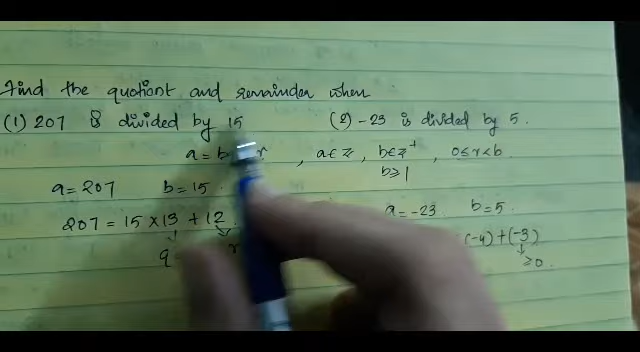 Find the quotient and remainder when
(1) 207 is divided by 15 (2) -23 is divided by 5.
a = b r , a ∈ Z , b ∈ Z⁺ , 0 ≤ r < b
b ≥ 1
a = 207 b = 15
a = -23 b = 5.
207 = 15 × 13 + 12
(-4) + (-3)
q r ≥ 0.